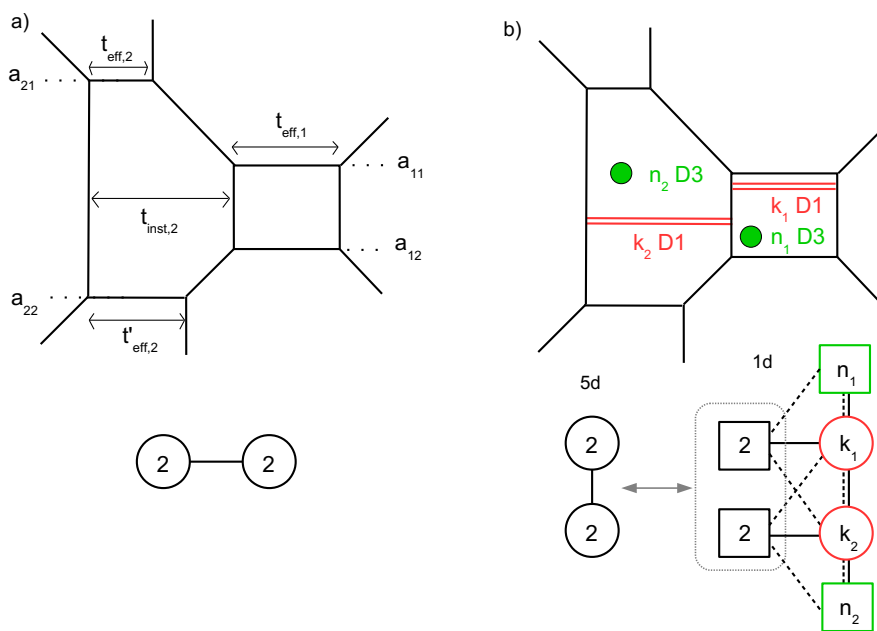 a)
t_eff,2
a_21
t_eff,1
a_11
t_inst,2
a_12
a_22
t'_eff,2
2 2
b)
n_2 D3
k_1 D1
k_2 D1
n_1 D3
5d 1d
n_1
2 2 k_1
2 2 k_2
n_2